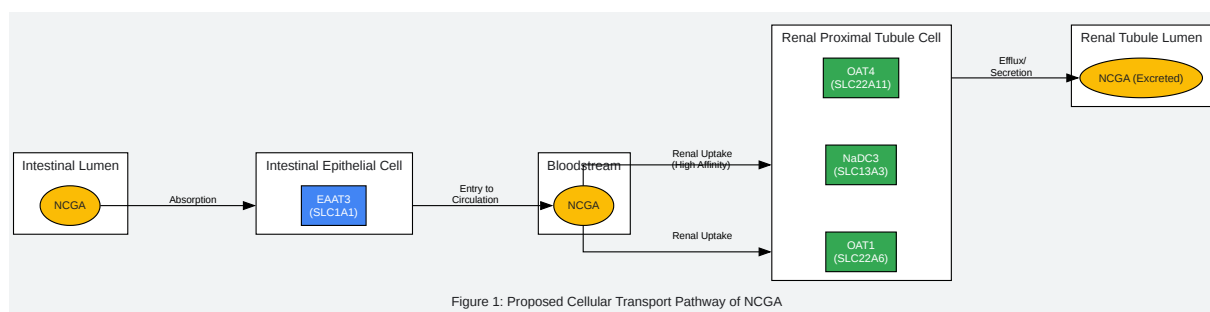 Intestinal Lumen
NCGA
Absorption
Intestinal Epithelial Cell
EAAT3
(SLC1A1)
Entry to
Circulation
Bloodstream
NCGA
Renal Uptake
(High Affinity)
Renal Uptake
Renal Proximal Tubule Cell
OAT4
(SLC22A11)
NaDC3
(SLC13A3)
OAT1
(SLC22A6)
Efflux/
Secretion
Renal Tubule Lumen
NCGA (Excreted)
Figure 1: Proposed Cellular Transport Pathway of NCGA